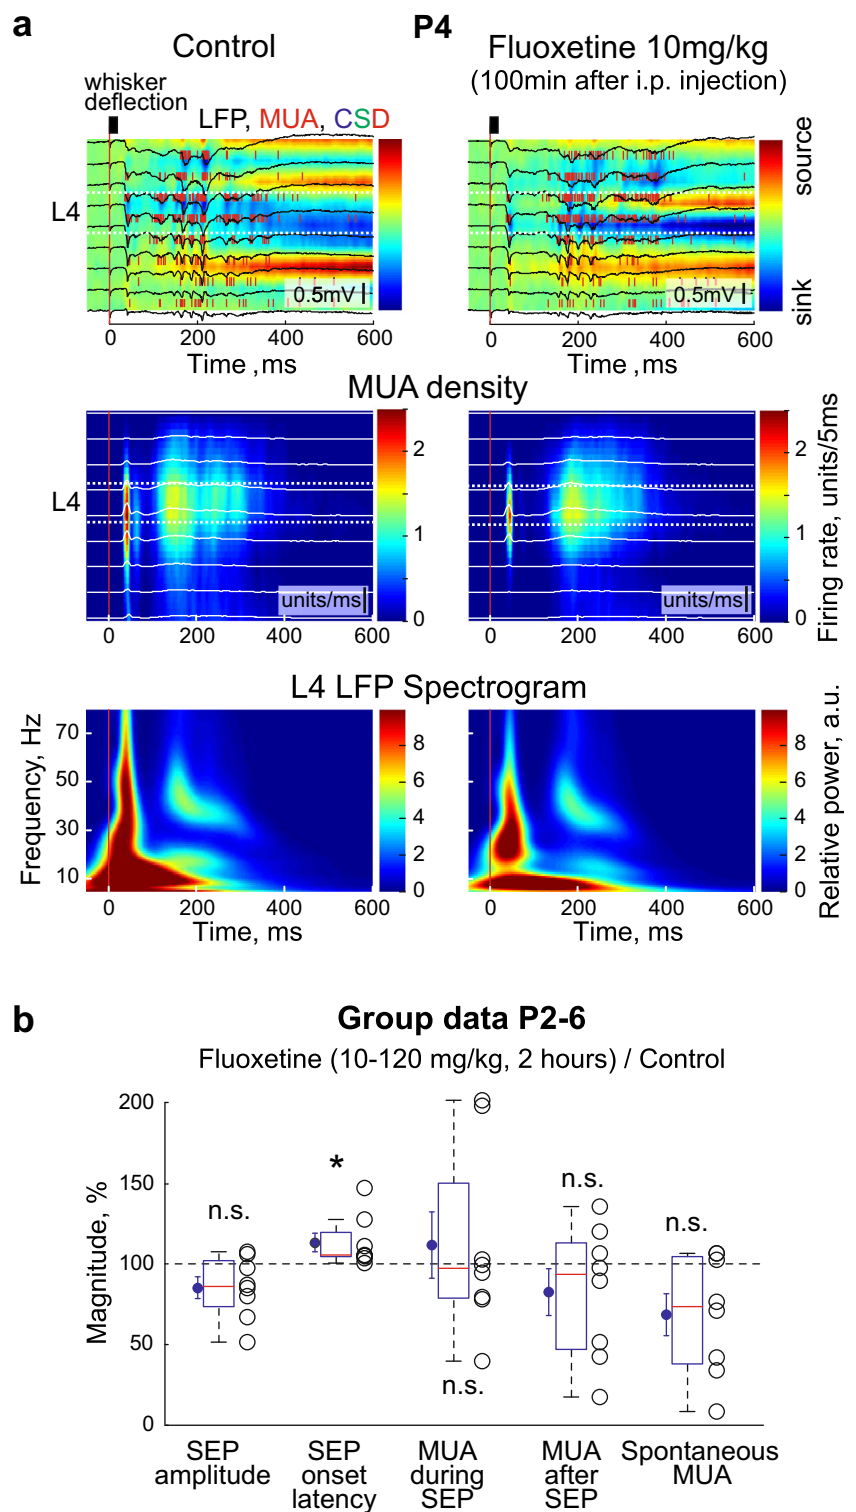 a
P4
Control
Fluoxetine 10mg/kg
(100min after i.p. injection)
whisker
deflection
LFP, MUA, CSD
L4
0.5mV
0.5mV
source
sink
0 200 400 600
0 200 400 600
Time ,ms
Time ,ms
MUA density
L4
units/ms
units/ms
2
1
0
2
1
0
Firing rate, units/5ms
0 200 400 600
0 200 400 600
L4 LFP Spectrogram
Frequency, Hz
70
50
30
10
8
6
4
2
0
8
6
4
2
0
Relative power, a.u.
0 200 400 600
0 200 400 600
Time, ms
Time, ms
b
Group data P2-6
Fluoxetine (10-120 mg/kg, 2 hours) / Control
Magnitude, %
200
150
100
50
0
n.s.
*
n.s.
n.s.
n.s.
SEP
amplitude
SEP
onset
latency
MUA
during
SEP
MUA
after
SEP
Spontaneous
MUA